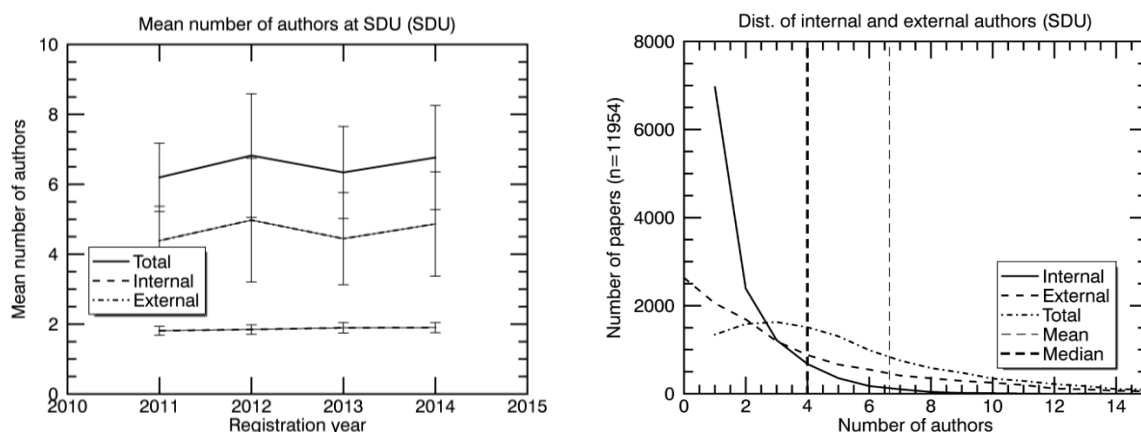 Mean number of authors at SDU (SDU)
10
8
6
4
2
0
Mean number of authors
Total
Internal
External
2010
2011
2012
2013
2014
2015
Registration year
Dist. of internal and external authors (SDU)
8000
6000
4000
2000
0
Number of papers (n=11954)
Internal
External
Total
Mean
Median
0
2
4
6
8
10
12
14
Number of authors